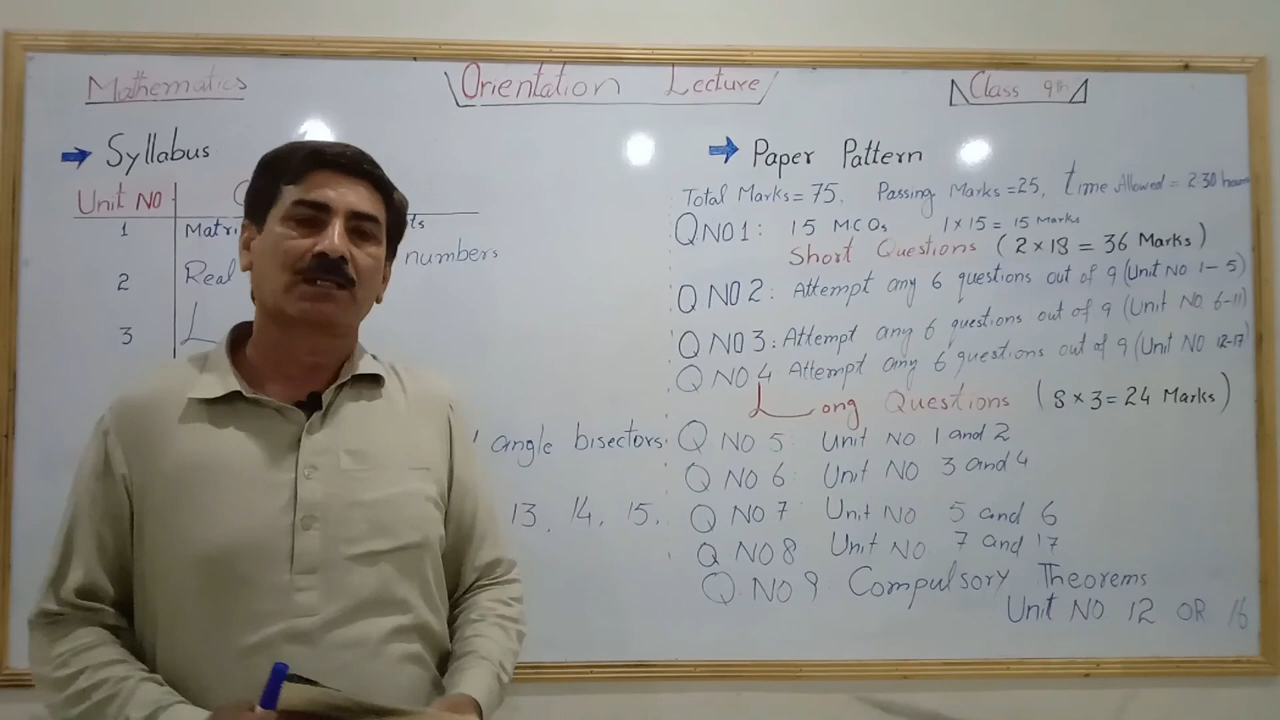 Mathematics
Orientation Lecture
Class 9th
Syllabus
Unit NO
1 Matri ts
2 Real numbers
3 L
angle bisectors.
13, 14, 15,
Paper Pattern
Total Marks = 75, Passing Marks = 25, time Allowed = 2:30 hours
Q NO 1: 15 MCQs 1 x 15 = 15 Marks
Short Questions (2 x 18 = 36 Marks)
Q NO 2: Attempt any 6 questions out of 9 (Unit No 1-5)
Q NO 3: Attempt any 6 questions out of 9 (Unit No 6-11)
Q NO 4 Attempt any 6 questions out of 9 (Unit NO 12-17)
Long Questions (8 x 3 = 24 Marks)
Q NO 5: Unit NO 1 and 2
Q NO 6: Unit NO 3 and 4
Q NO 7: Unit NO 5 and 6
Q NO 8 Unit NO 7 and 17
Q NO 9: Compulsory Theorems
Unit NO 12 OR 16